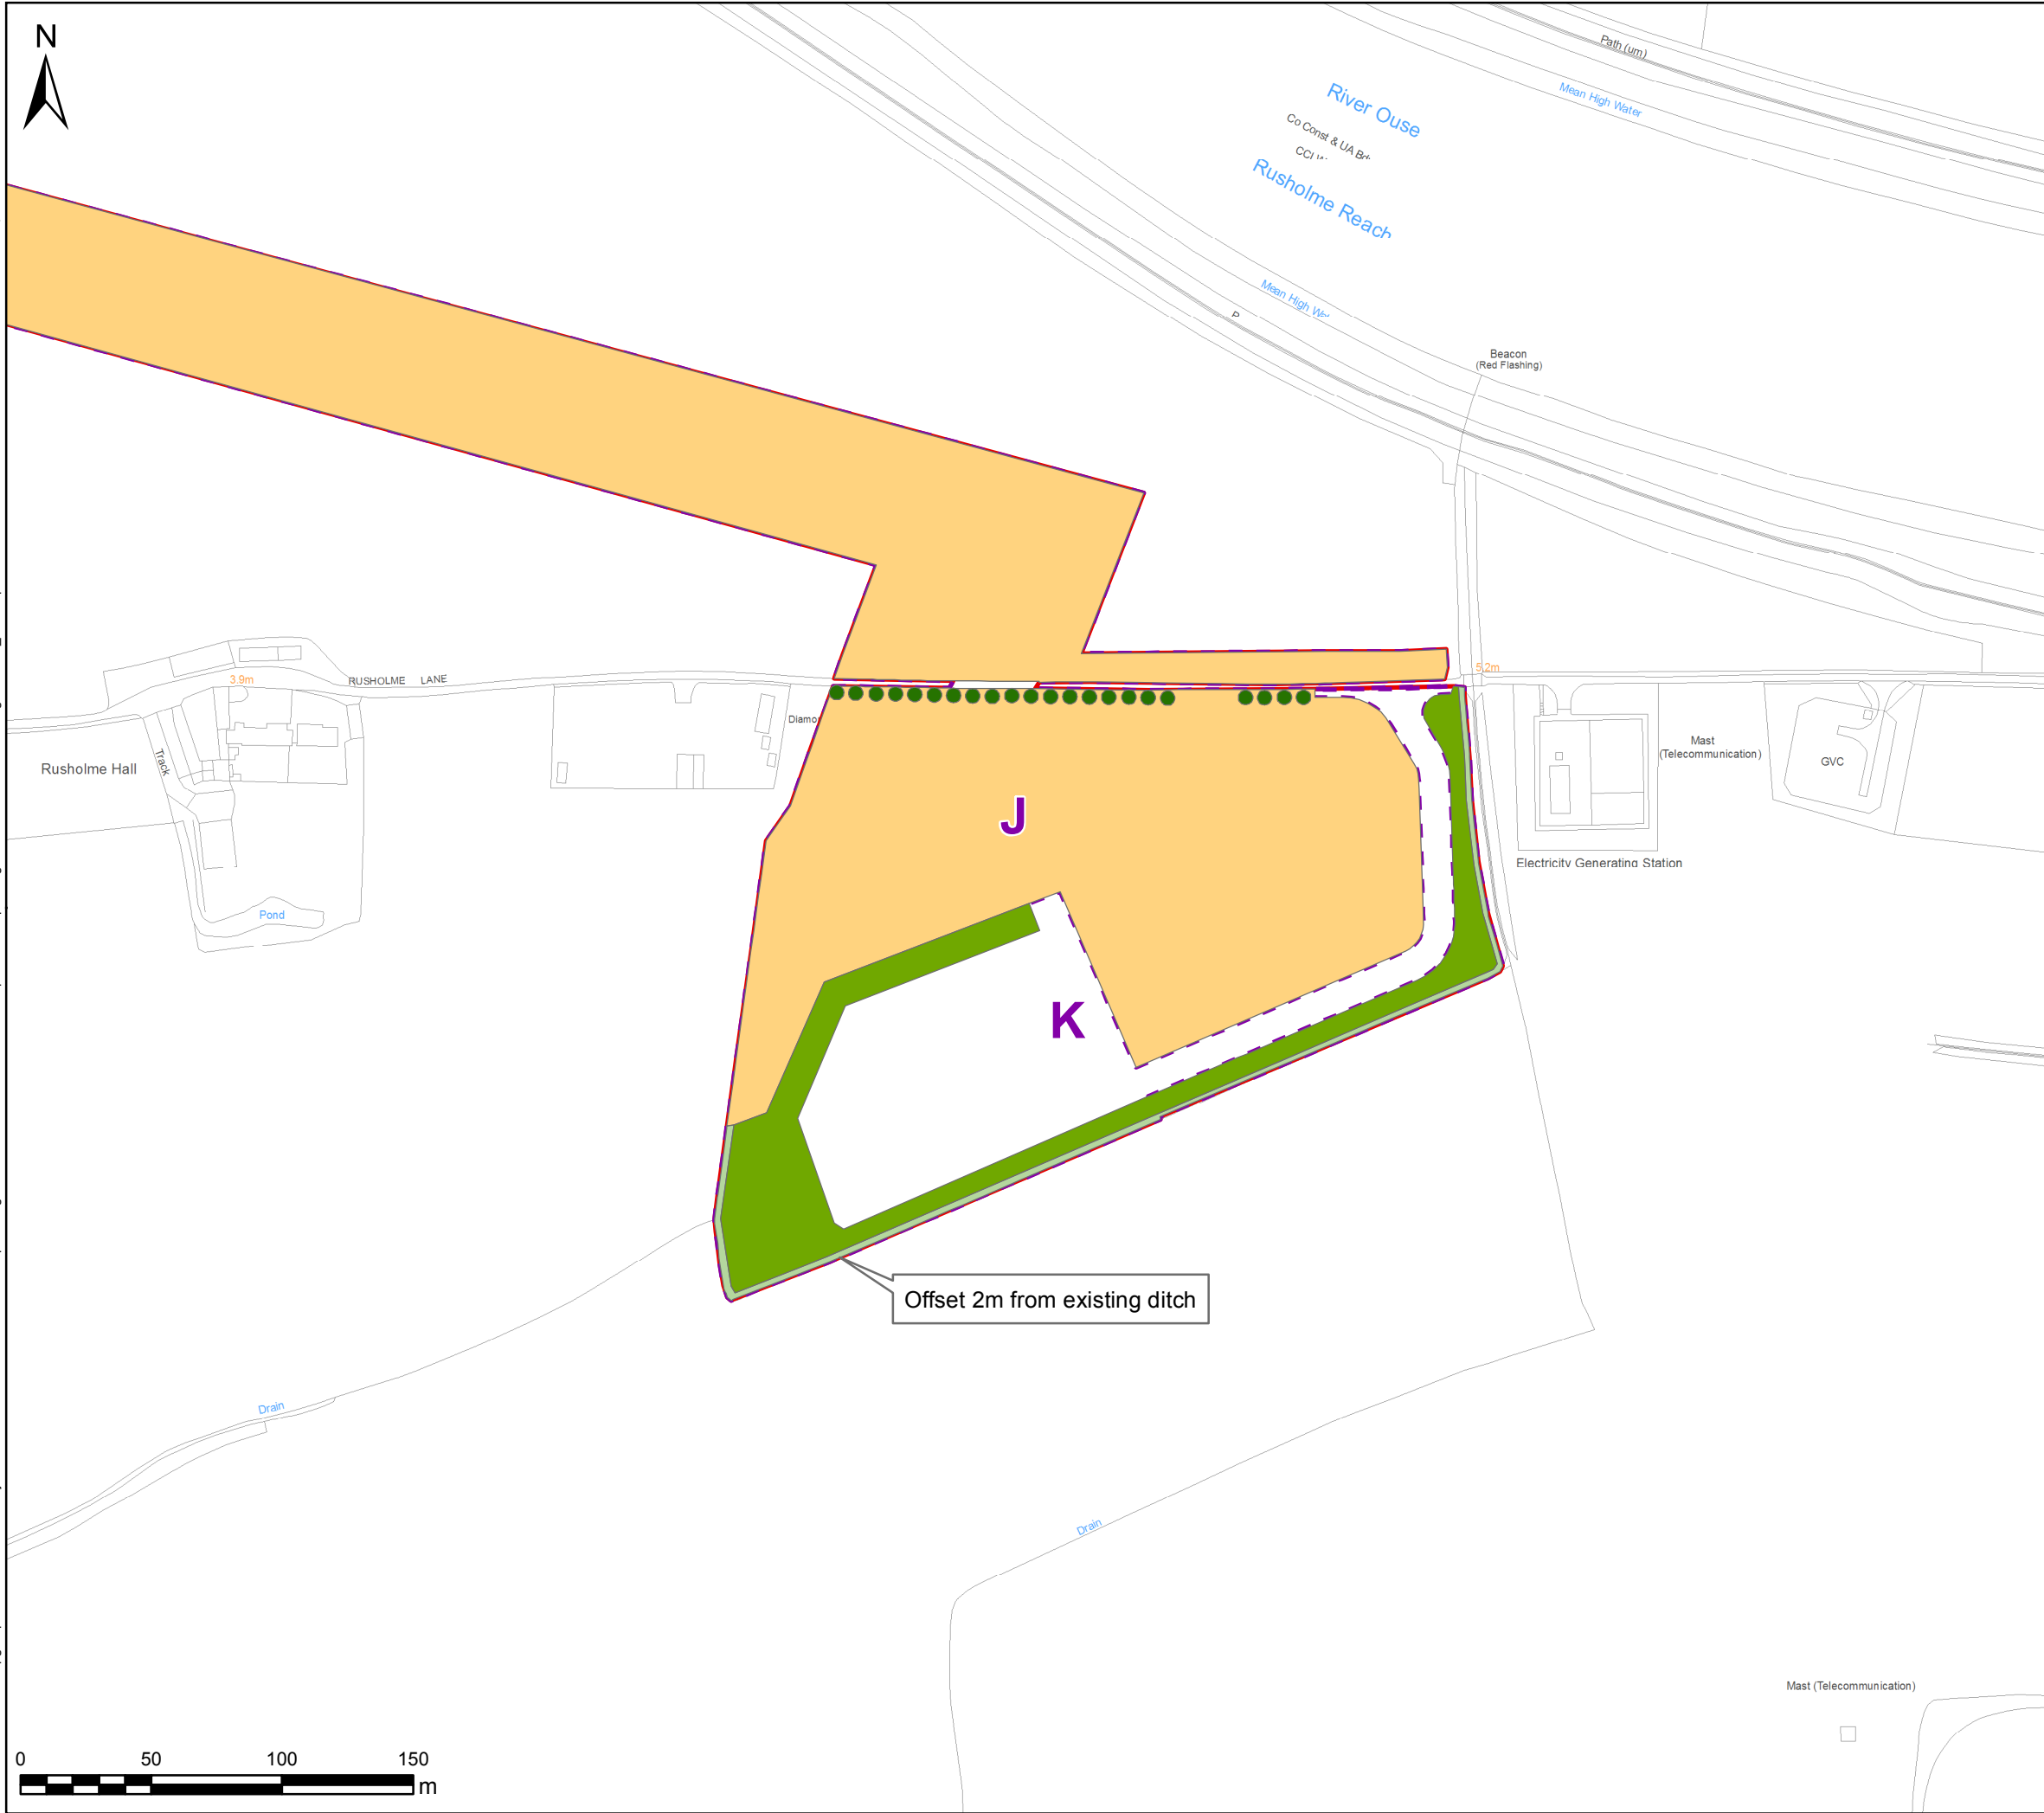 N
Path (um)
River Ouse
Mean High Water
Co Const & UA Bdy
Rusholme Reach
Mean High
P
Beacon
(Red Flashing)
5.2m
3.9m
RUSHOLME LANE
Diamo
Mast
(Telecommunication)
Rusholme Hall
Track
GVC
J
Electricity Generating Station
Pond
K
Offset 2m from existing ditch
Drain
Drain
Mast (Telecommunication)
0 50 100 150
m